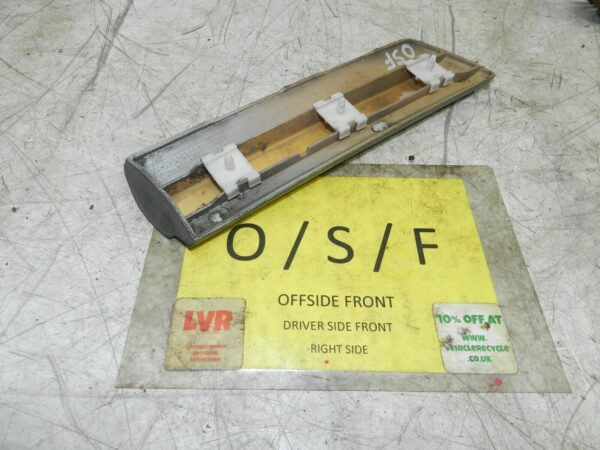 OSF
O/S/F
OFFSIDE FRONT
DRIVER SIDE FRONT
RIGHT SIDE
LVR
10% OFF AT
WWW.
VEHICLERECYCLE
.CO.UK